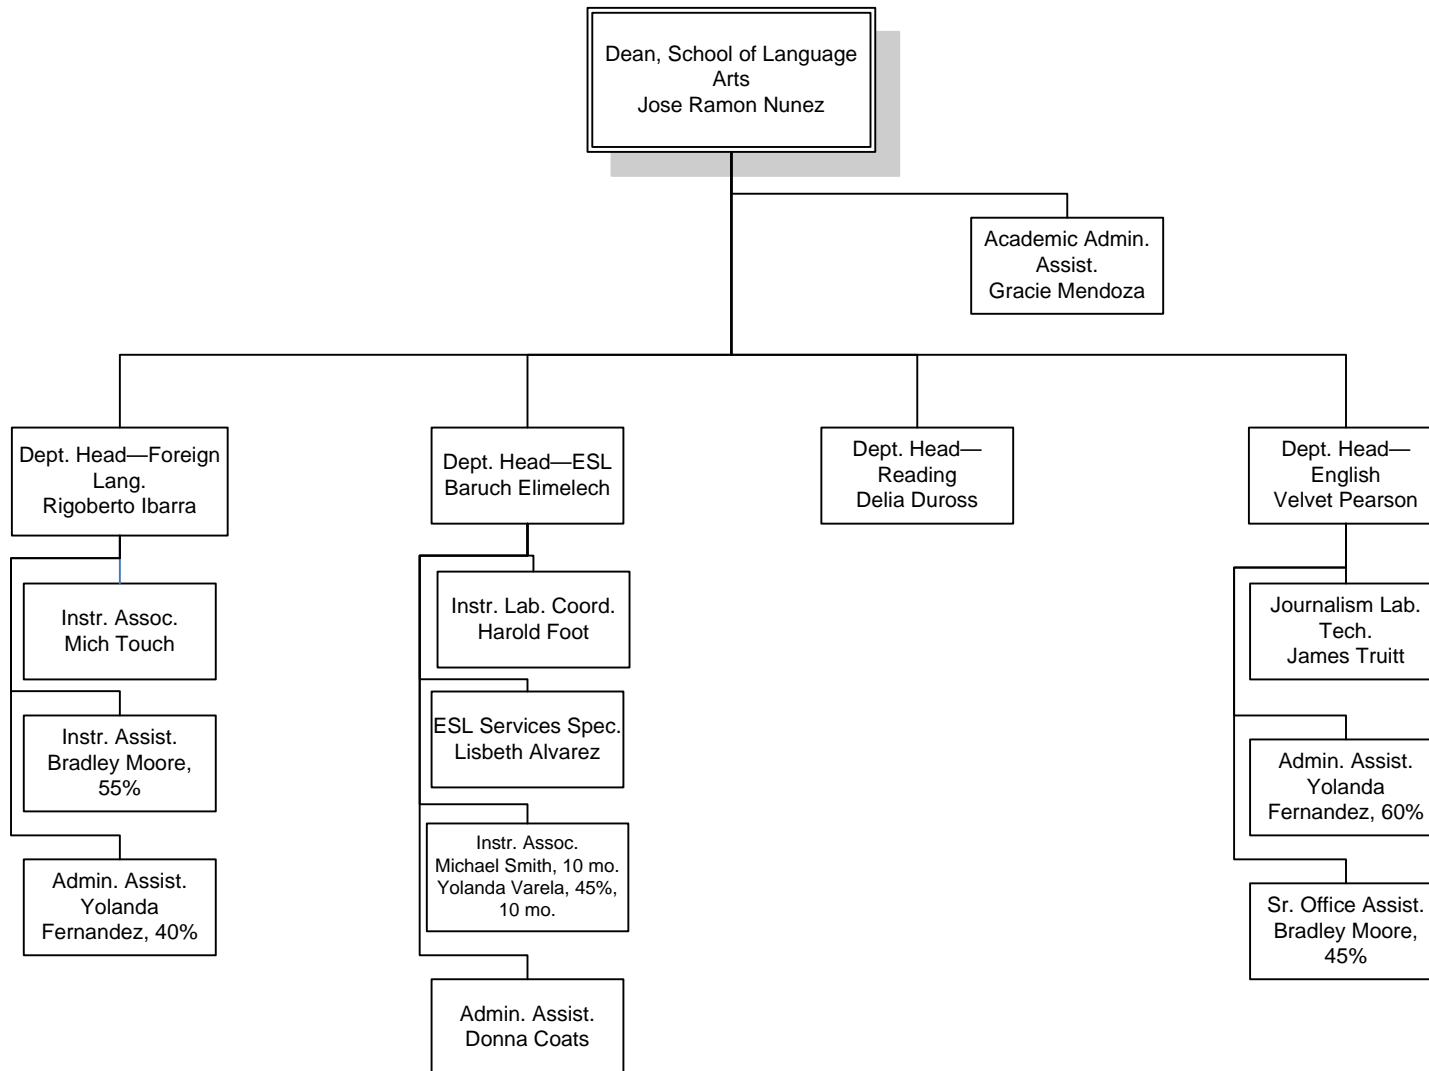 Dean, School of Language
Arts
Jose Ramon Nunez
Academic Admin.
Assist.
Gracie Mendoza
Dept. Head—Foreign
Lang.
Rigoberto Ibarra
Instr. Assoc.
Mich Touch
Instr. Assist.
Bradley Moore,
55%
Admin. Assist.
Yolanda
Fernandez, 40%
Dept. Head—ESL
Baruch Elimelech
Instr. Lab. Coord.
Harold Foot
ESL Services Spec.
Lisbeth Alvarez
Instr. Assoc.
Michael Smith, 10 mo.
Yolanda Varela, 45%,
10 mo.
Admin. Assist.
Donna Coats
Dept. Head—
Reading
Delia Duross
Dept. Head—
English
Velvet Pearson
Journalism Lab.
Tech.
James Truitt
Admin. Assist.
Yolanda
Fernandez, 60%
Sr. Office Assist.
Bradley Moore,
45%